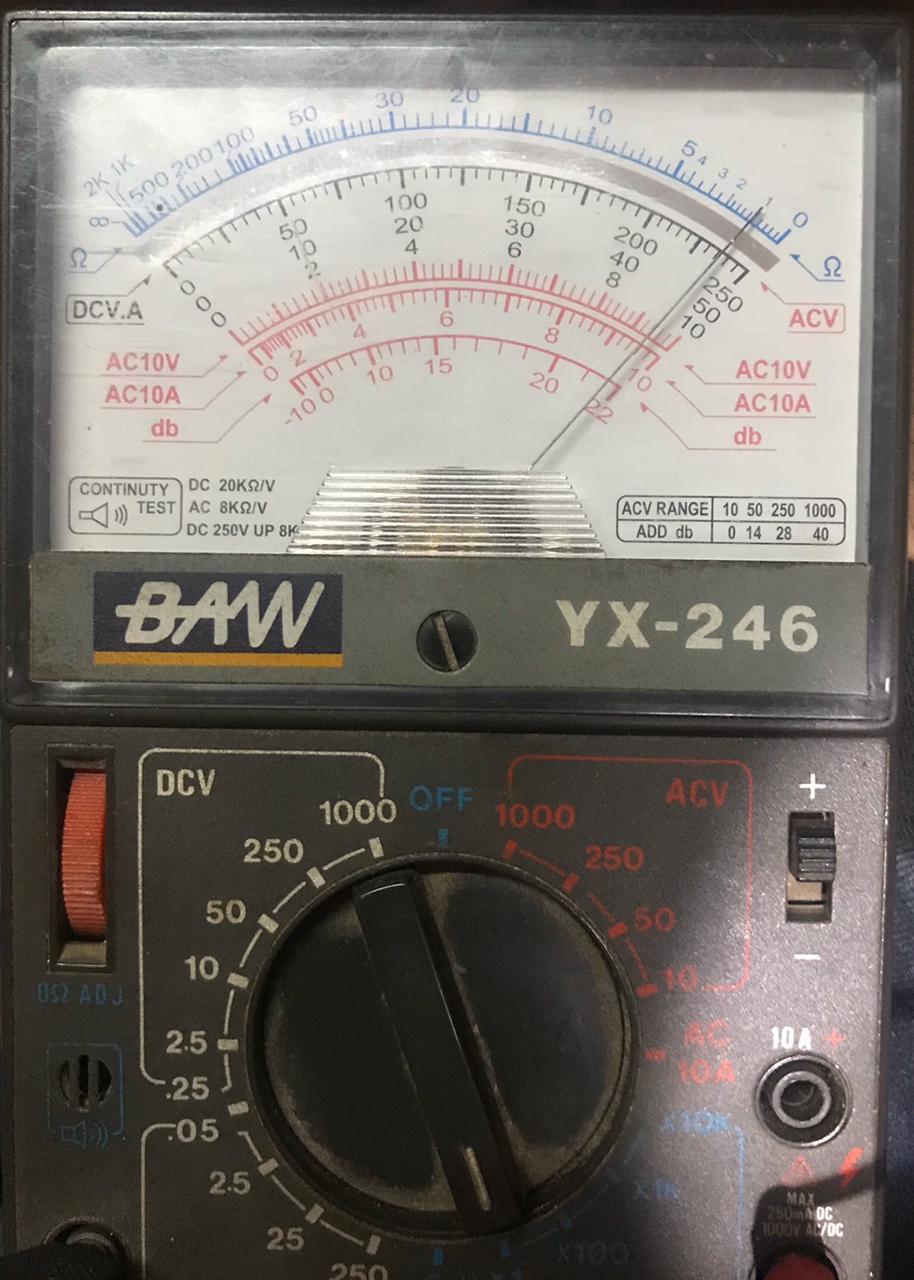 2K 1K 500 200 100 50 30 20 10 5 4 3 2 1 0
∞
Ω Ω
50 100 150 200 250
0 10 20 30 40 50
0 2 4 6 8 10
DCV.A ACV
0 2 4 6 8 10
AC10V AC10V
AC10A AC10A
-10 0 10 15 20 22
db db
CONTINUITY
TEST
DC 20KΩ/V
AC 8KΩ/V
DC 250V UP 8K
ACV RANGE 10 50 250 1000
ADD db 0 14 28 40
BAW YX-246
DCV OFF ACV +
1000 1000
250 250
50 50
10 10
−
0Ω ADJ
2.5 AC
10A
10A +
.25
.05 X10K
2.5 X1K
MAX
250mA DC
1000V AC/DC
25 X100
250 X1